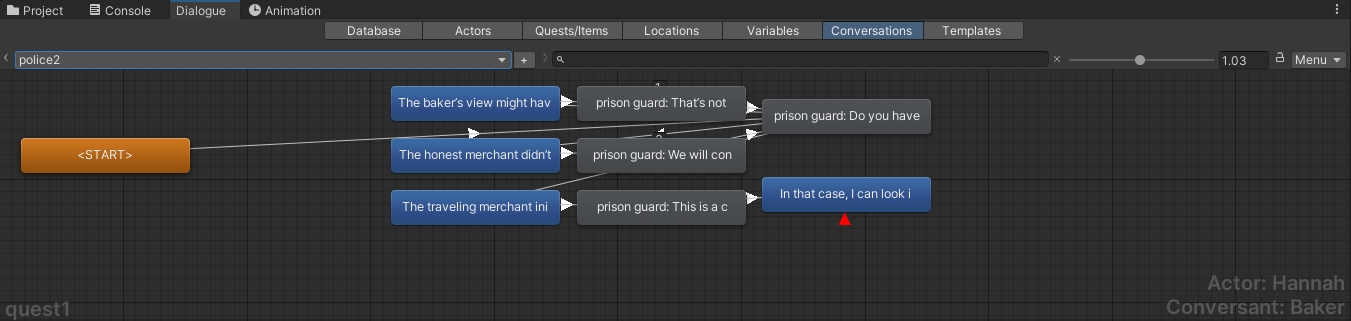 Project Console Dialogue Animation
Database Actors Quests/Items Locations Variables Conversations Templates
police2 + 1.03 Menu
The baker's view might hav prison guard: That's not
prison guard: Do you have
<START> The honest merchant didn't prison guard: We will con
In that case, I can look i
The traveling merchant ini prison guard: This is a c
Actor: Hannah
quest1 Conversant: Baker